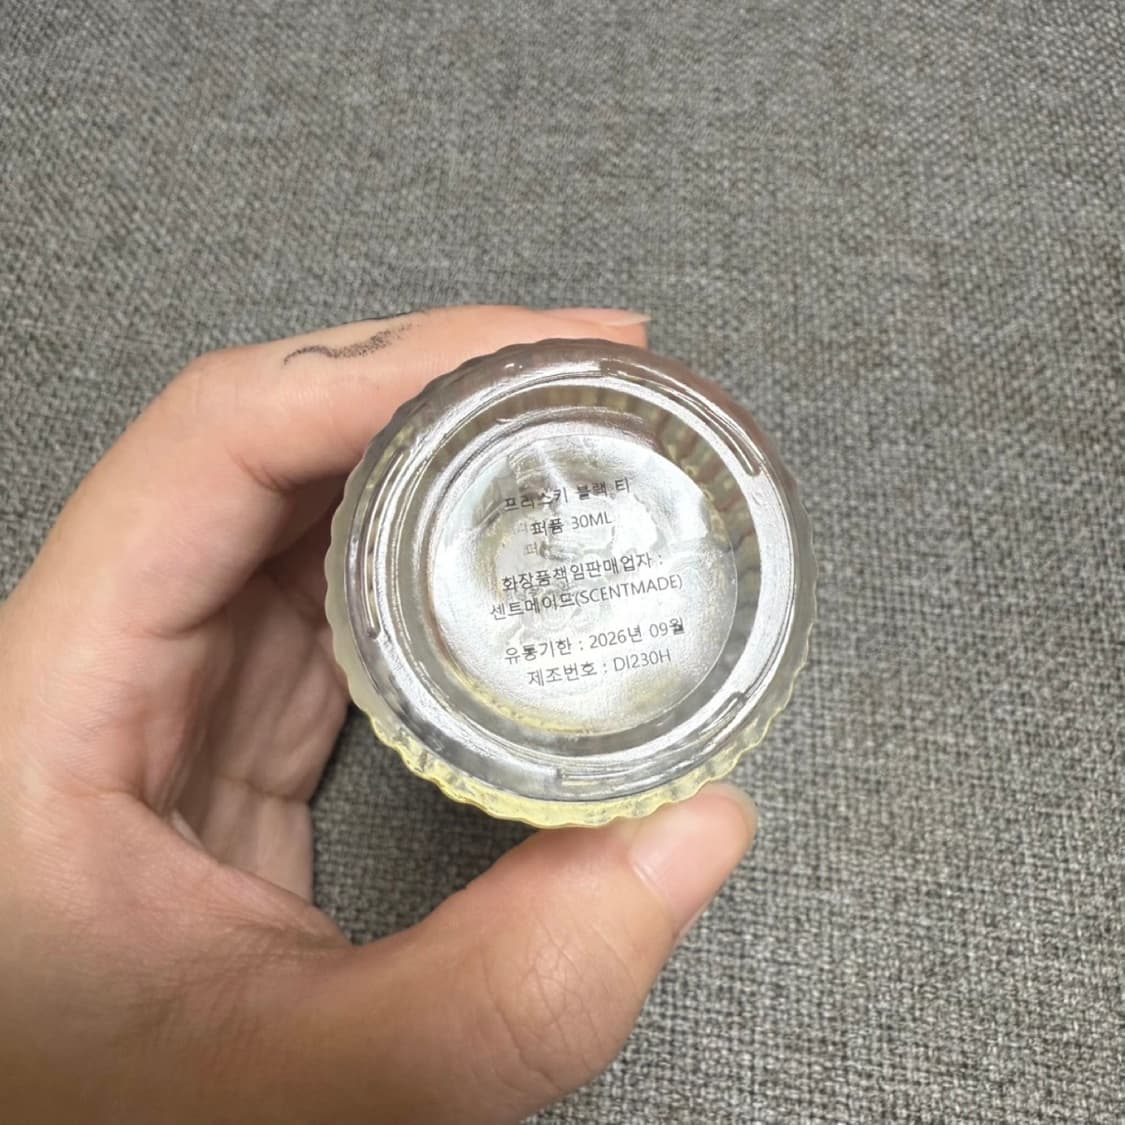 프리스키 블랙 티
퍼퓸 30ML
화장품책임판매업자 :
센트메이드(SCENTMADE)
유통기한 : 2026년 09월
제조번호 : DI230H